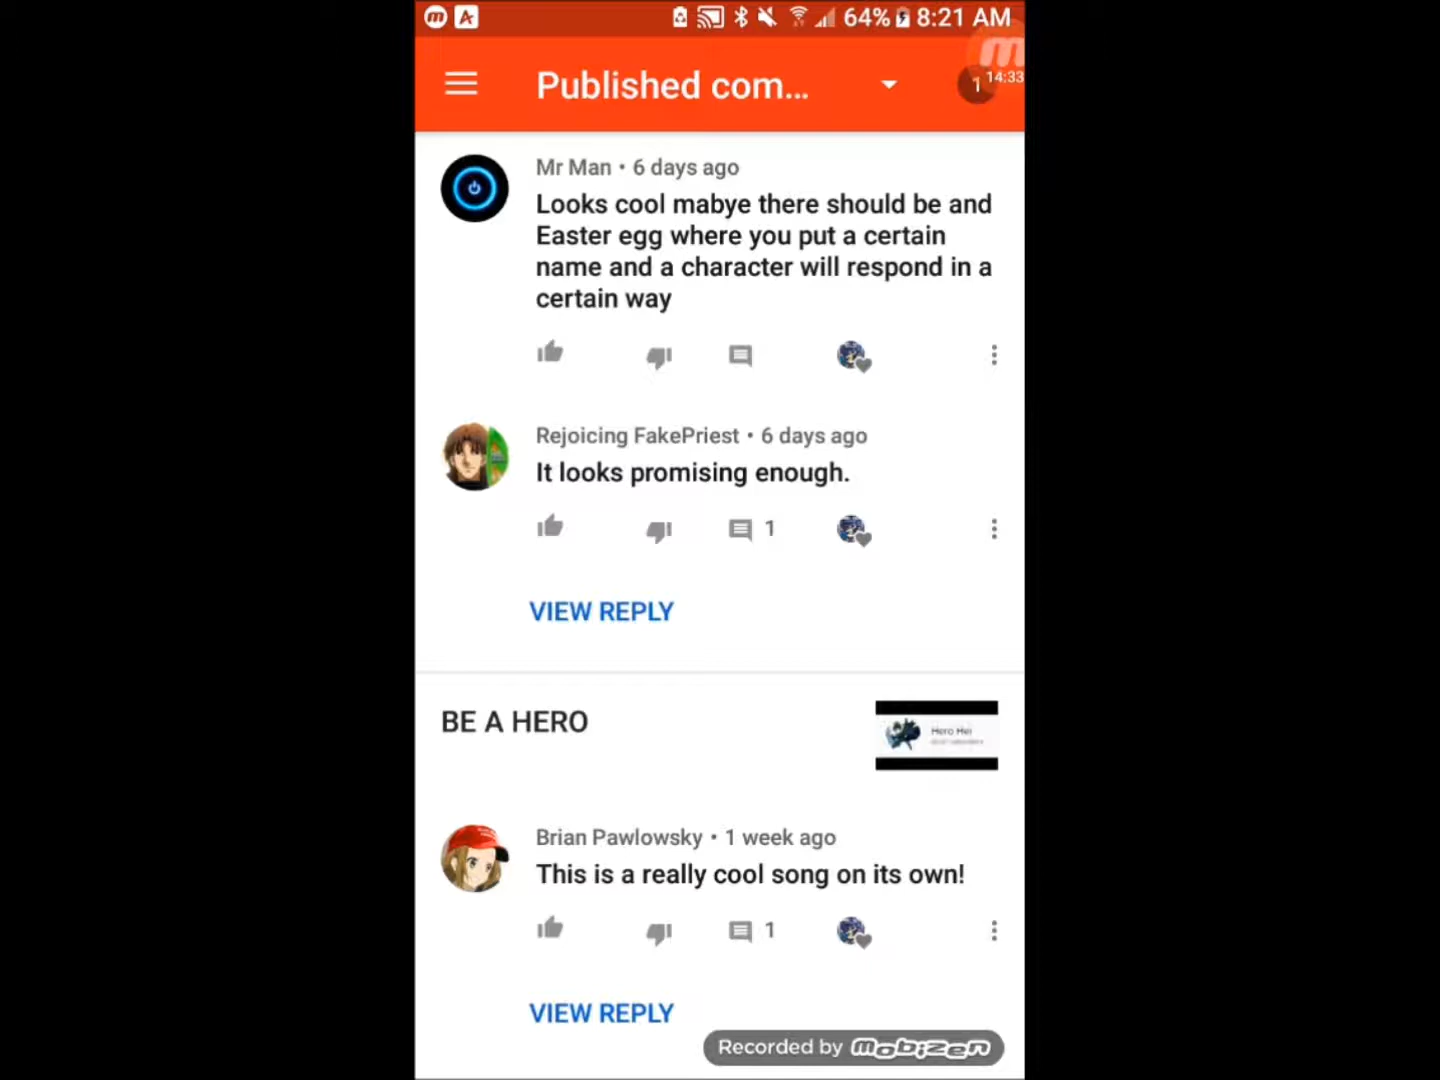 64% 8:21 AM
Published com...
1 14:33
Mr Man • 6 days ago
Looks cool mabye there should be and
Easter egg where you put a certain
name and a character will respond in a
certain way
Rejoicing FakePriest • 6 days ago
It looks promising enough.
1
VIEW REPLY
BE A HERO
Hero Hei
Brian Pawlowsky • 1 week ago
This is a really cool song on its own!
1
VIEW REPLY
Recorded by mobizen